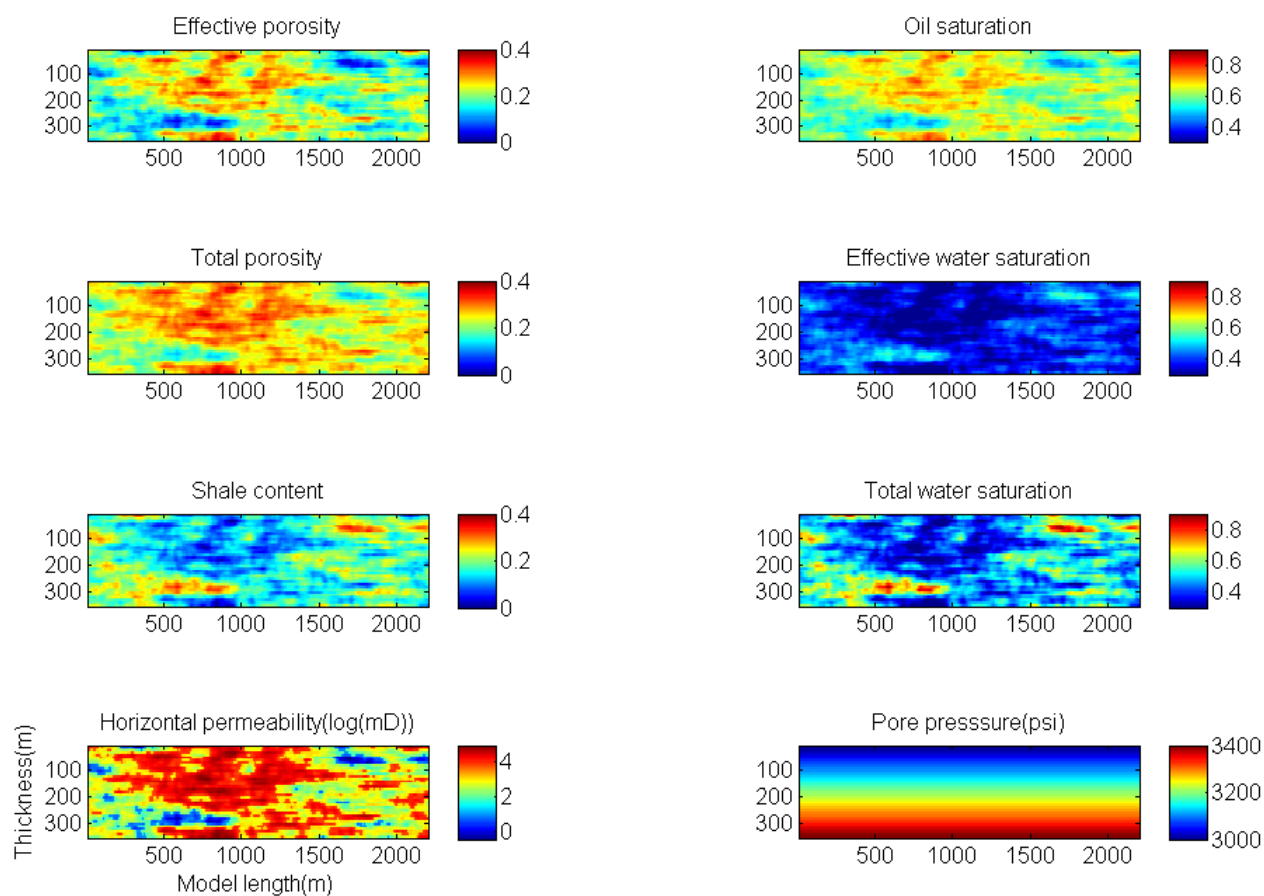 Effective porosity
Oil saturation
100
200
300
0.4
0.2
0
100
200
300
0.8
0.6
0.4
500 1000 1500 2000
500 1000 1500 2000
Total porosity
Effective water saturation
100
200
300
0.4
0.2
0
100
200
300
0.8
0.6
0.4
500 1000 1500 2000
500 1000 1500 2000
Shale content
Total water saturation
100
200
300
0.4
0.2
0
100
200
300
0.8
0.6
0.4
500 1000 1500 2000
500 1000 1500 2000
Horizontal permeability(log(mD))
Pore presssure(psi)
Thickness(m)
100
200
300
4
2
0
100
200
300
3400
3200
3000
500 1000 1500 2000
500 1000 1500 2000
Model length(m)